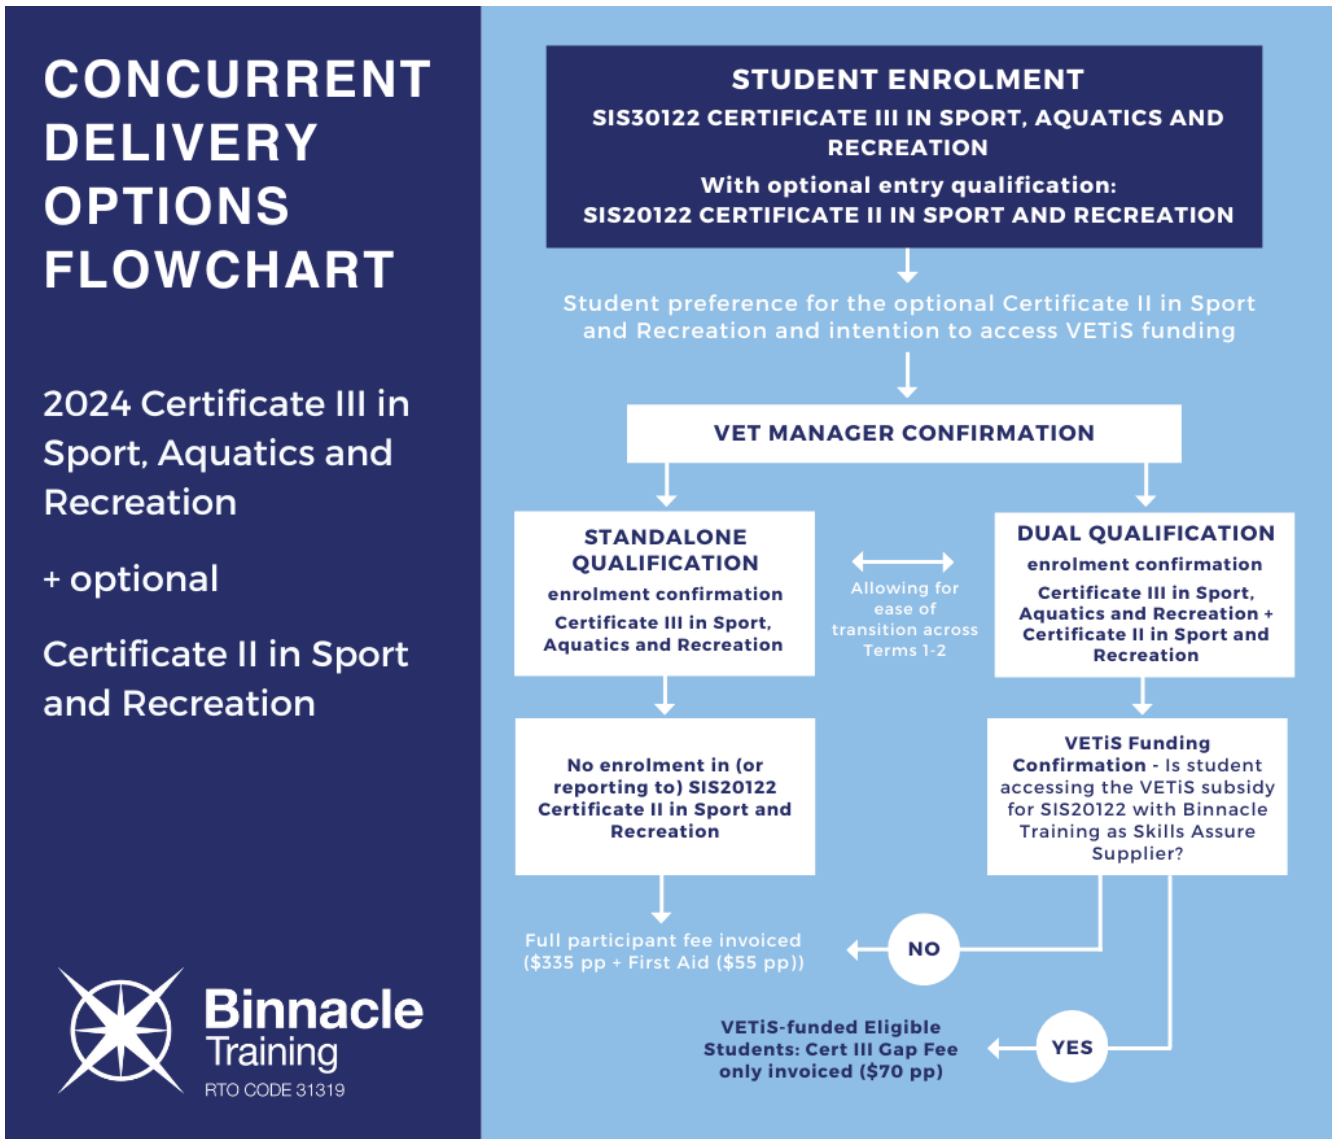 CONCURRENT
DELIVERY
OPTIONS
FLOWCHART
2024 Certificate III in
Sport, Aquatics and
Recreation
+ optional
Certificate II in Sport
and Recreation
Binnacle
Training
RTO CODE 31319
STUDENT ENROLMENT
SIS30122 CERTIFICATE III IN SPORT, AQUATICS AND
RECREATION
With optional entry qualification:
SIS20122 CERTIFICATE II IN SPORT AND RECREATION
Student preference for the optional Certificate II in Sport
and Recreation and intention to access VETiS funding
VET MANAGER CONFIRMATION
STANDALONE
QUALIFICATION
enrolment confirmation
Certificate III in Sport,
Aquatics and Recreation
Allowing for
ease of
transition across
Terms 1-2
DUAL QUALIFICATION
enrolment confirmation
Certificate III in Sport,
Aquatics and Recreation +
Certificate II in Sport and
Recreation
No enrolment in (or
reporting to) SIS20122
Certificate II in Sport and
Recreation
VETiS Funding
Confirmation - Is student
accessing the VETiS subsidy
for SIS20122 with Binnacle
Training as Skills Assure
Supplier?
Full participant fee invoiced
($335 pp + First Aid ($55 pp))
NO
VETiS-funded Eligible
Students: Cert III Gap Fee
only invoiced ($70 pp)
YES